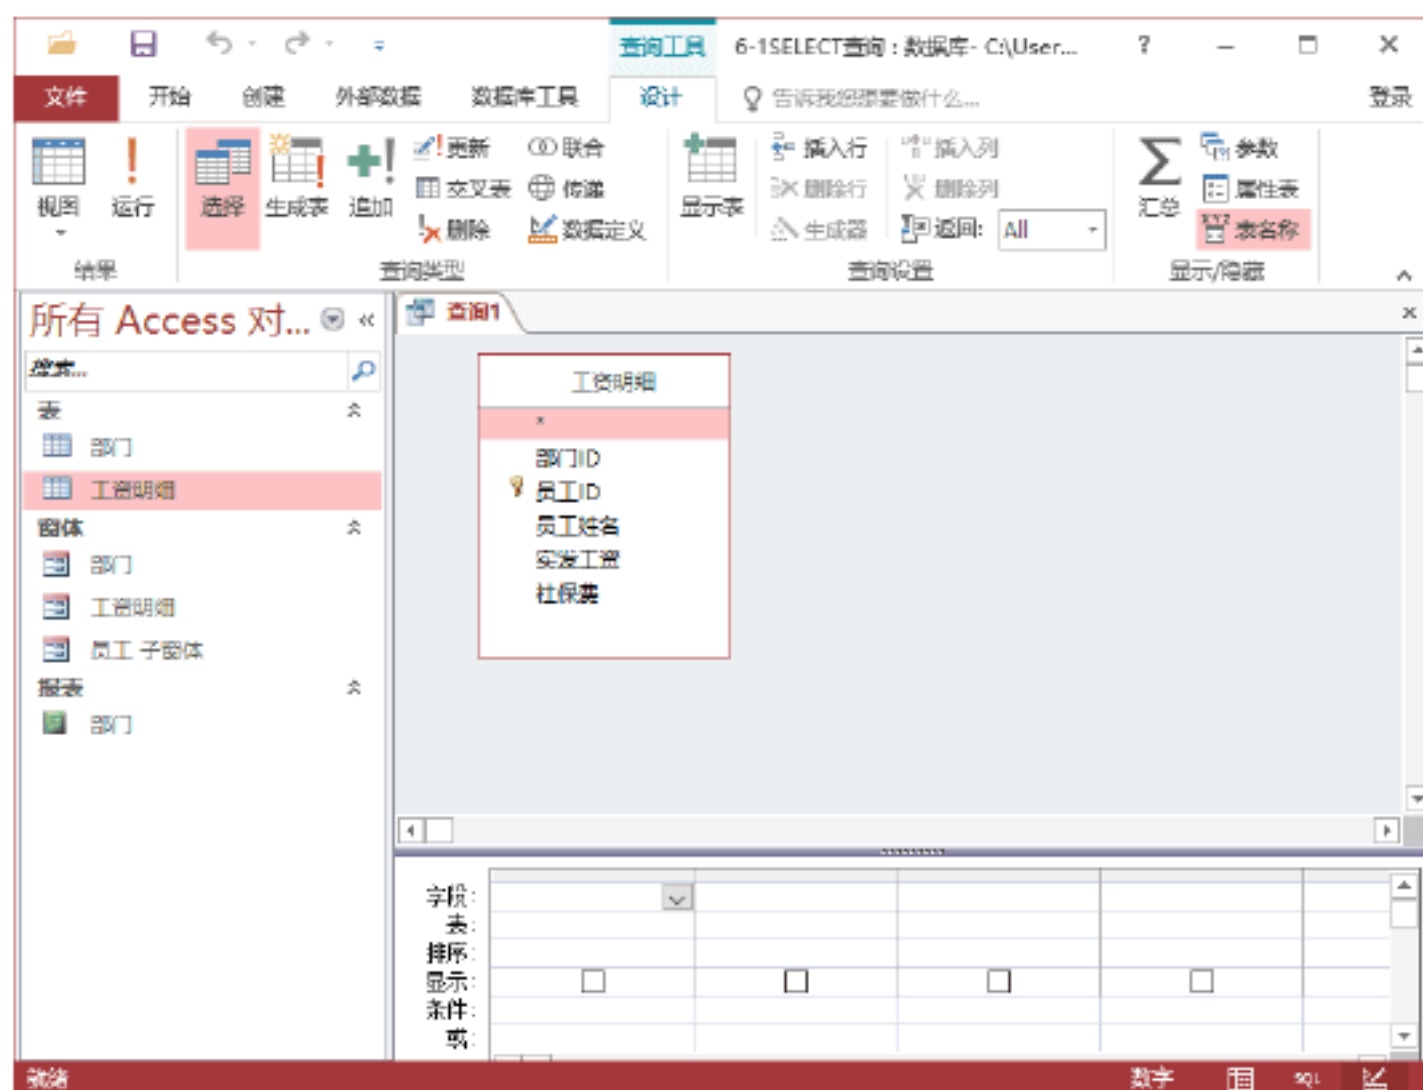 查询工具 6-1SELECT查询 : 数据库- C:\User... ?
文件 开始 创建 外部数据 数据库工具 设计 告诉我您想要做什么... 登录
视图 运行 选择 生成表 追加 更新 交叉表 删除 联合 传递 数据定义 显示表 插入行 删除行 生成器 插入列 删除列 返回: All 汇总 参数 属性表 表名称
结果 查询类型 查询设置 显示/隐藏
所有 Access 对...
搜索...
表
部门
工资明细
窗体
部门
工资明细
员工 子窗体
报表
部门
查询1
工资明细
*
部门ID
员工ID
员工姓名
实发工资
社保费
字段:
表:
排序:
显示:
条件:
或:
就绪 数字 SQL